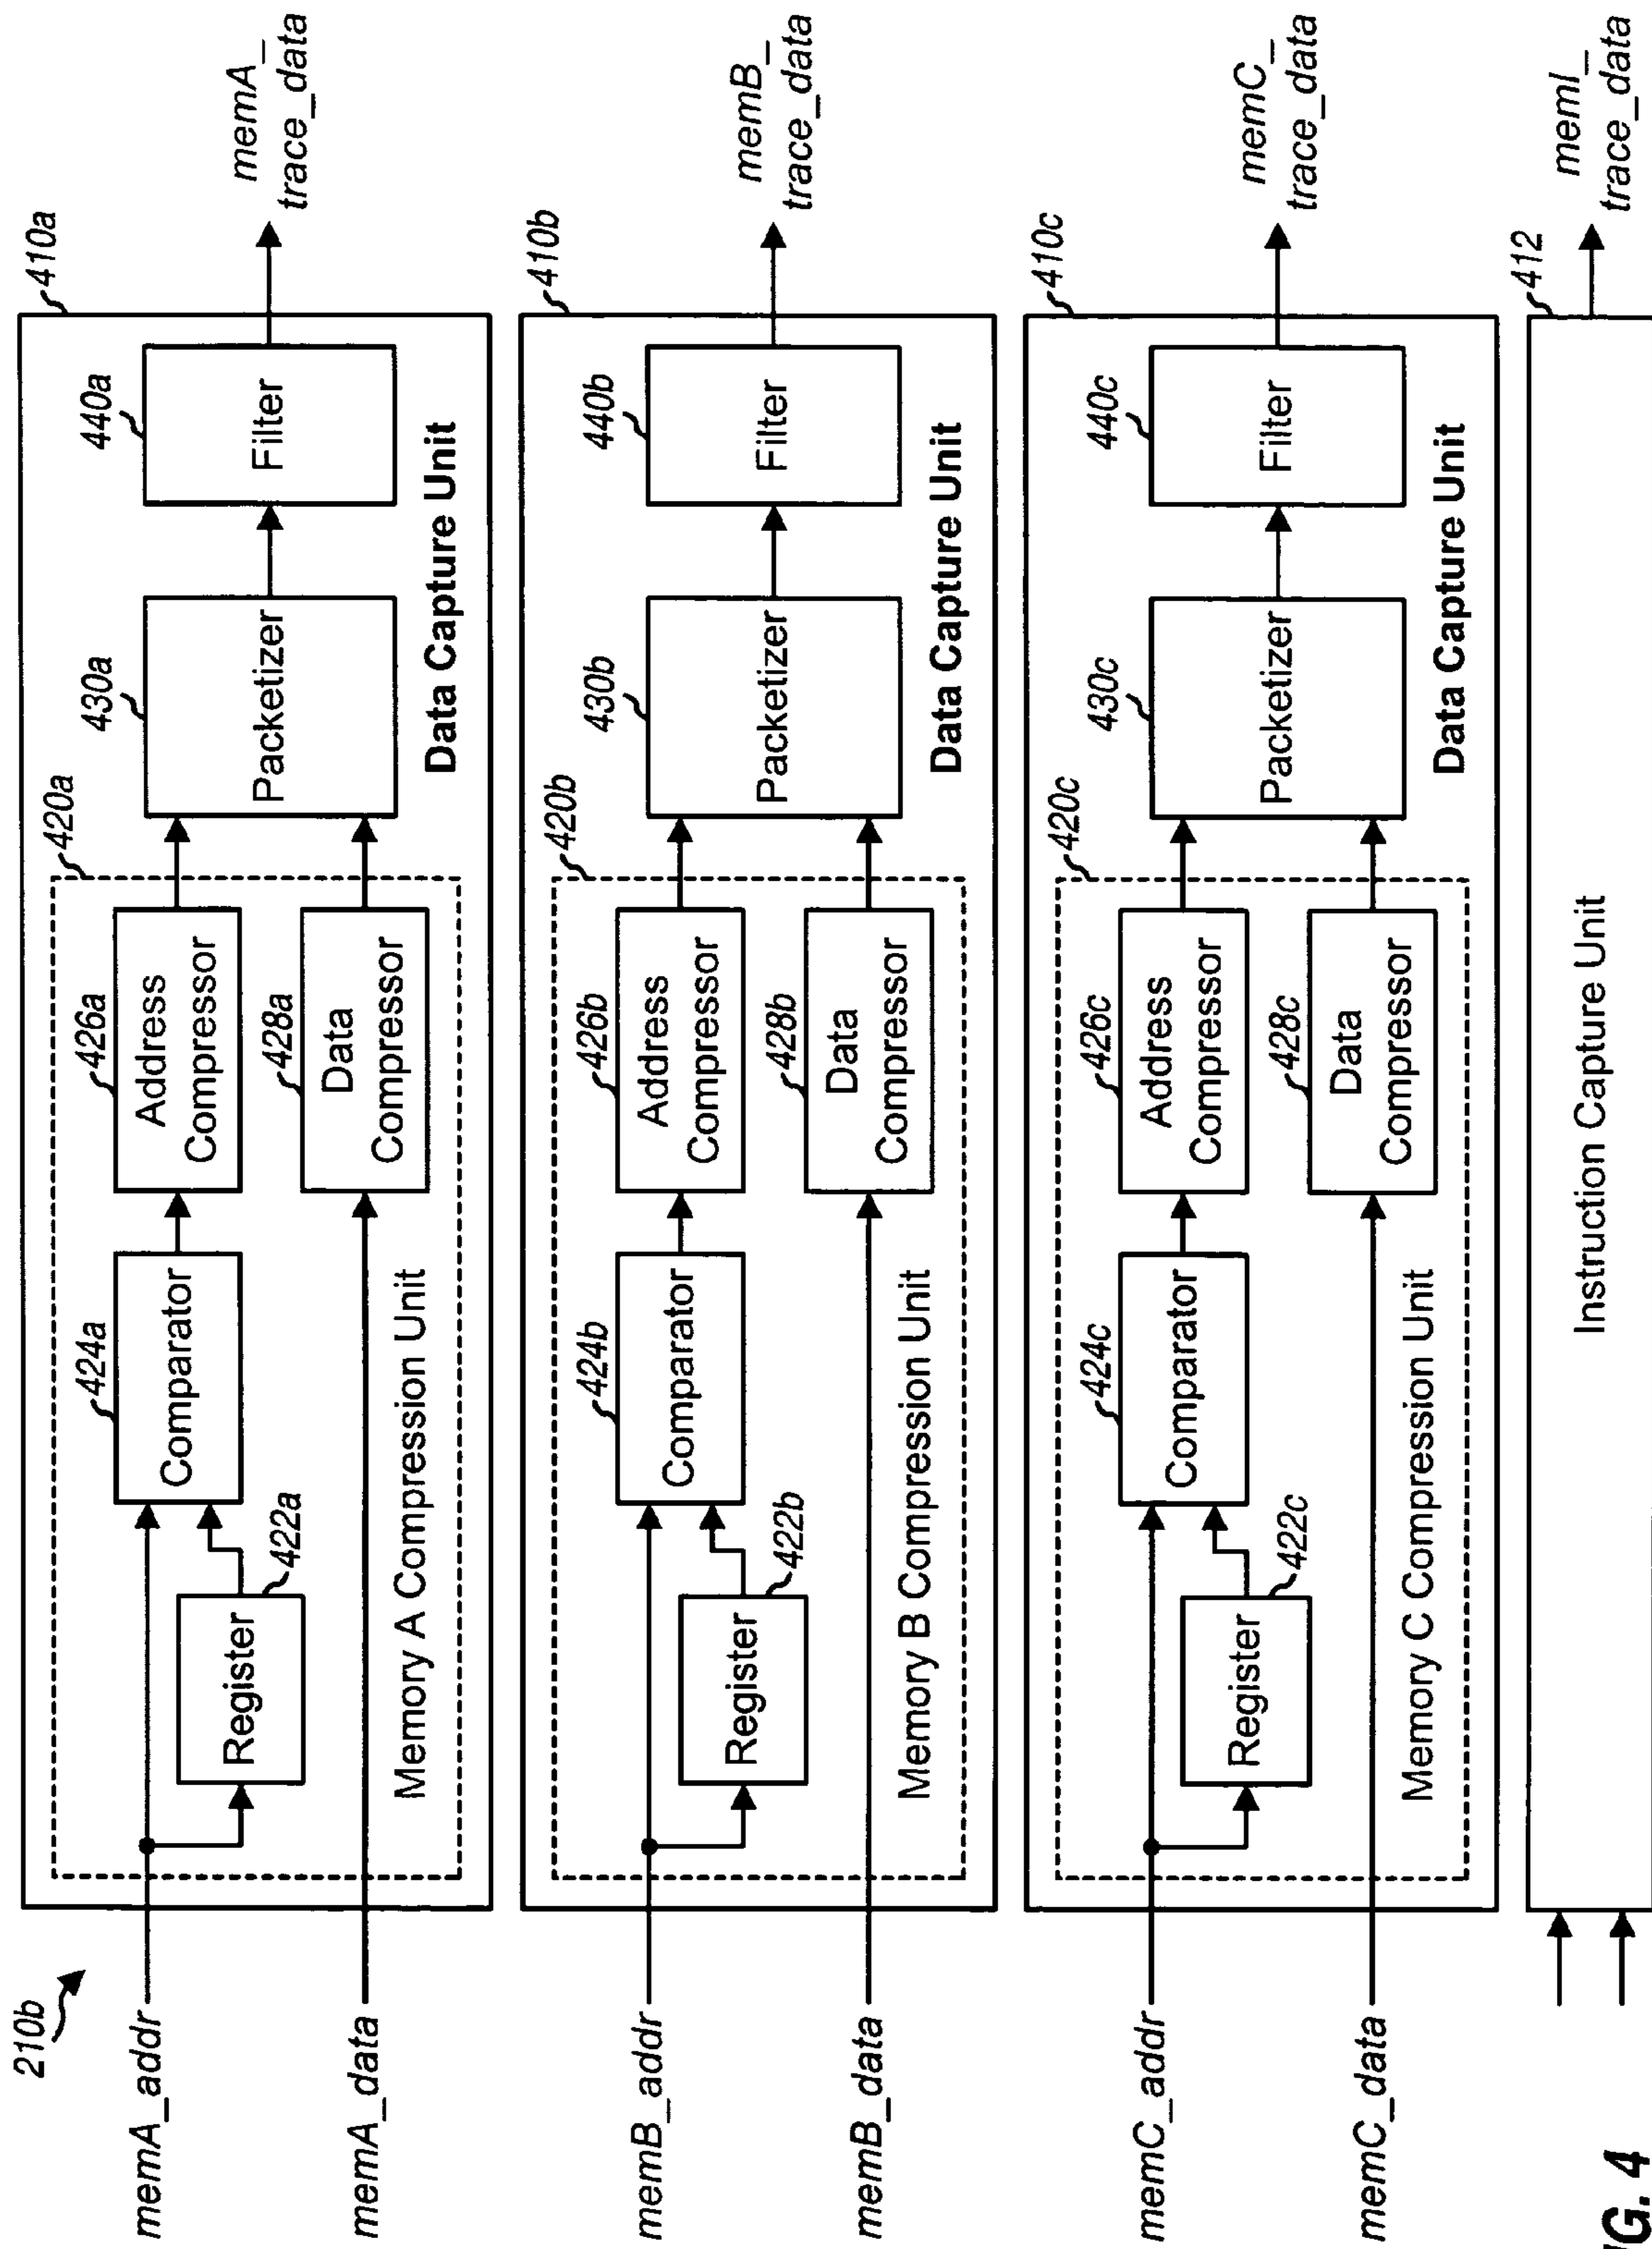 210b
410a
memA_addr
memA_data
420a
422a
Register
424a
Comparator
426a
Address
Compressor
428a
Data
Compressor
Memory A Compression Unit
430a
Packetizer
440a
Filter
Data Capture Unit
memA_
trace_data
410b
memB_addr
memB_data
420b
422b
Register
424b
Comparator
426b
Address
Compressor
428b
Data
Compressor
Memory B Compression Unit
430b
Packetizer
440b
Filter
Data Capture Unit
memB_
trace_data
410c
memC_addr
memC_data
420c
422c
Register
424c
Comparator
426c
Address
Compressor
428c
Data
Compressor
Memory C Compression Unit
430c
Packetizer
440c
Filter
Data Capture Unit
memC_
trace_data
412
Instruction Capture Unit
memI_
trace_data
IG. 4